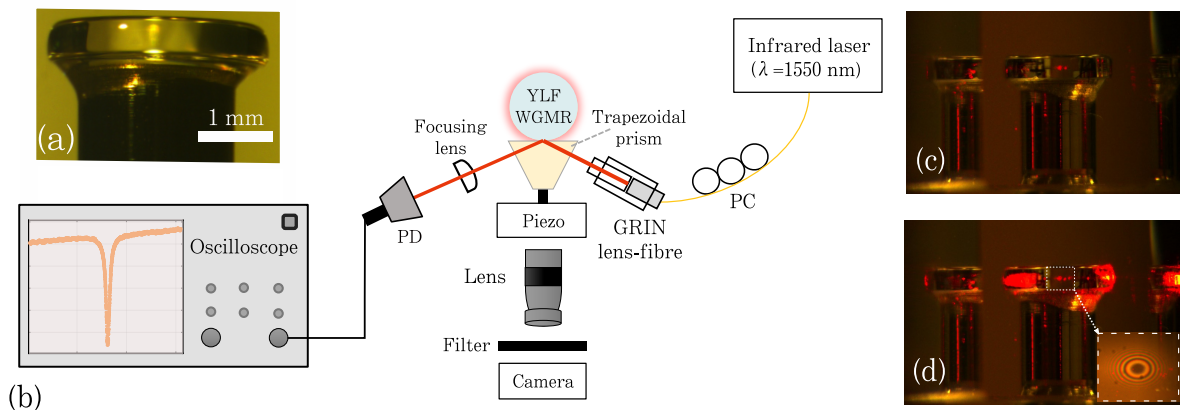 (a)
1 mm
Focusing
lens
YLF
WGMR
Trapezoidal
prism
Infrared laser
(λ=1550 nm)
PC
GRIN
lens-fibre
PD
Piezo
Lens
Filter
Camera
Oscilloscope
(b)
(c)
(d)